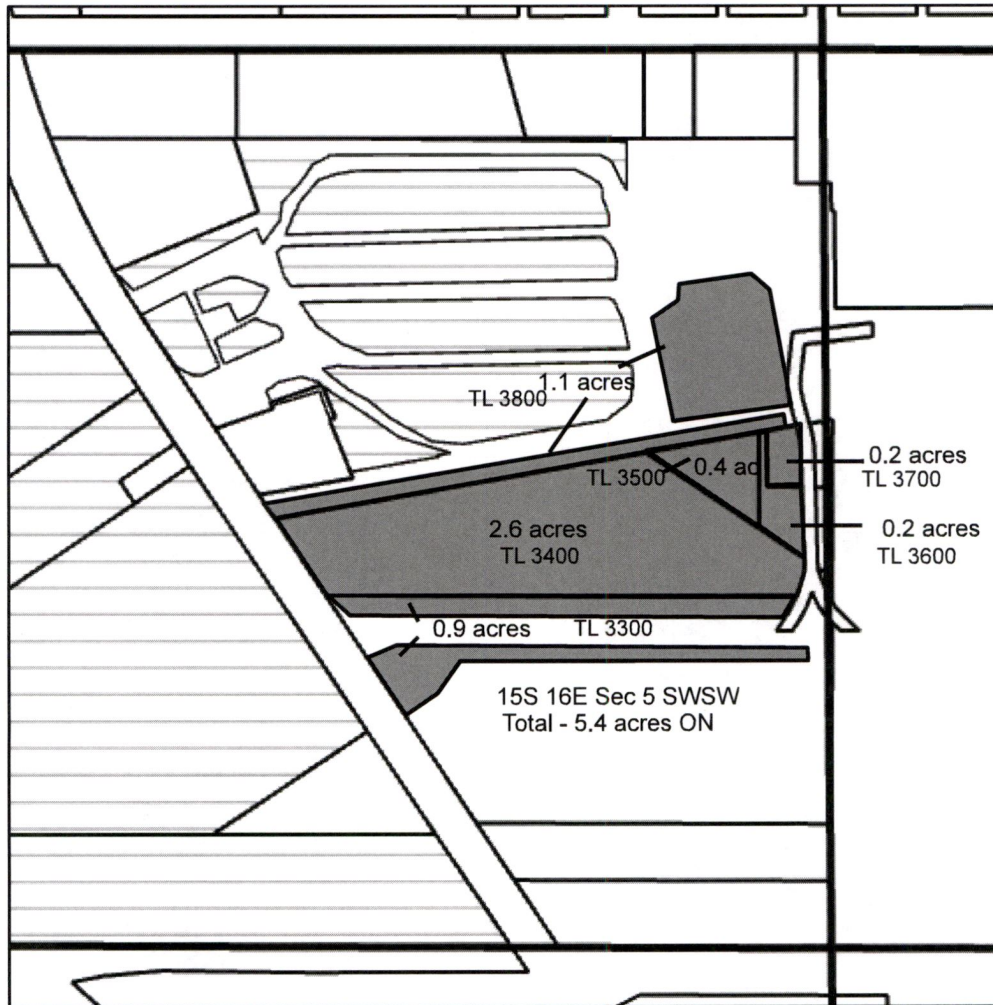 1.1 acres
TL 3800
TL 3500
0.4 ac
0.2 acres
TL 3700
2.6 acres
TL 3400
0.2 acres
TL 3600
0.9 acres
TL 3300
15S 16E Sec 5 SWSW
Total - 5.4 acres ON